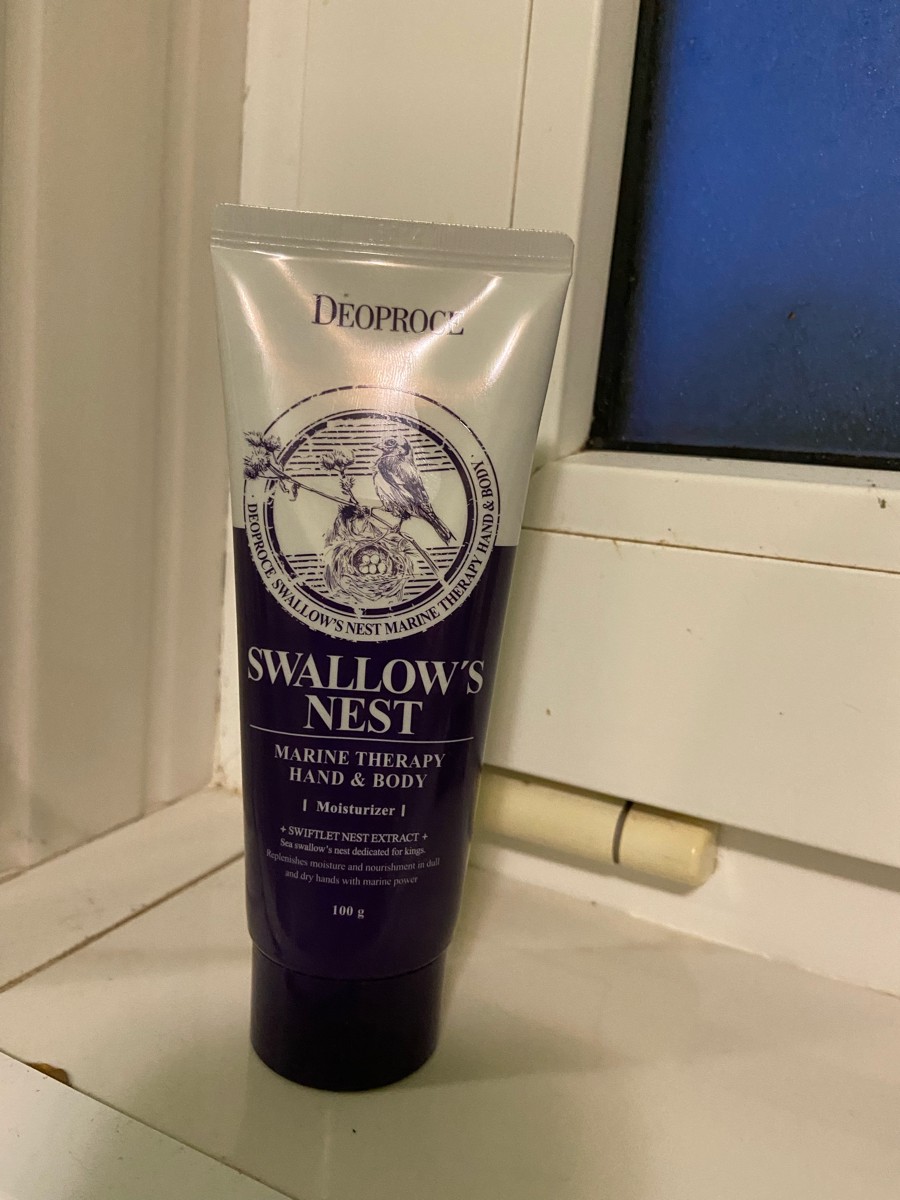 DEOPROCE
· DEOPROCE SWALLOW'S NEST MARINE THERAPY HAND & BODY ·
SWALLOW'S
NEST
MARINE THERAPY
HAND & BODY
| Moisturizer |
+ SWIFTLET NEST EXTRACT +
Sea swallow's nest dedicated for kings.
Replenishes moisture and nourishment in dull
and dry hands with marine power
100 g